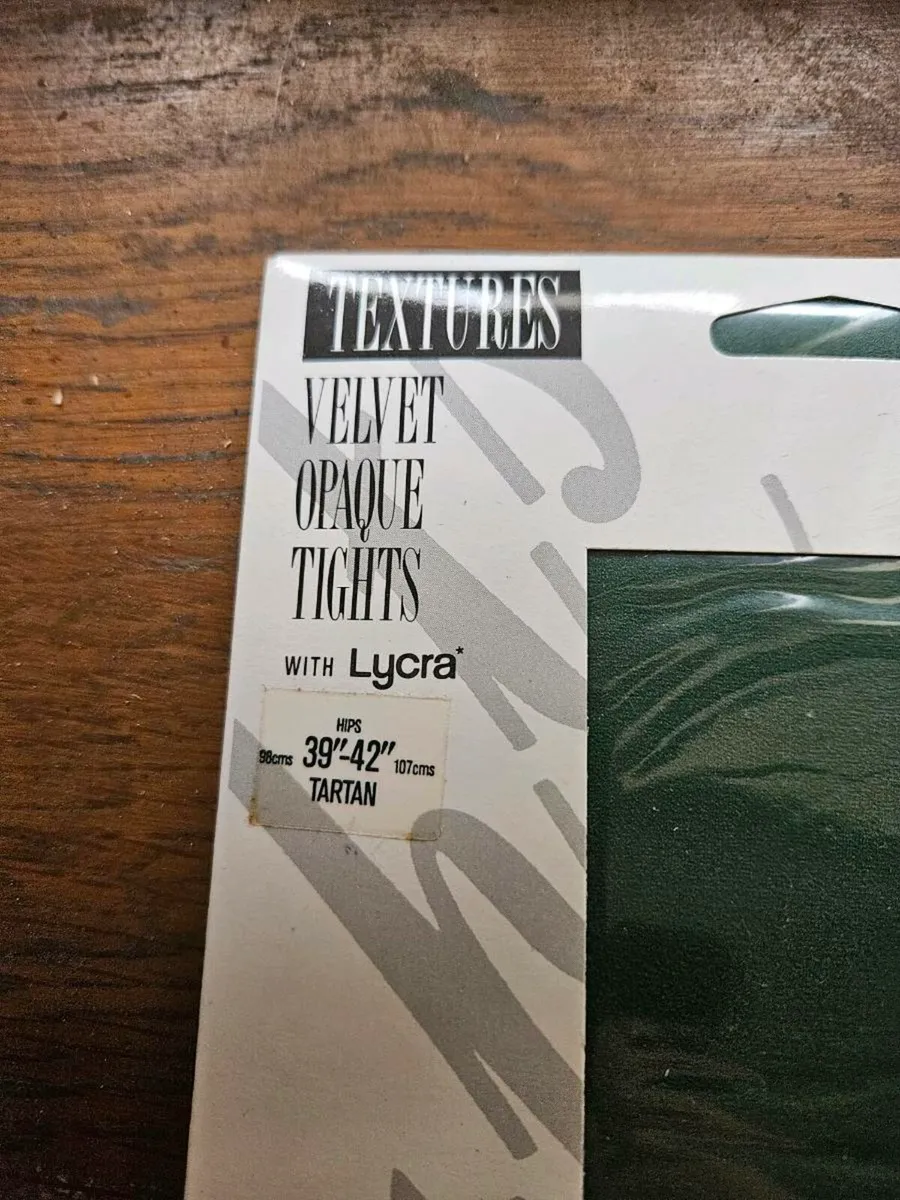 TEXTURES
VELVET
OPAQUE
TIGHTS
WITH Lycra*
HIPS
98cms 39"-42" 107cms
TARTAN